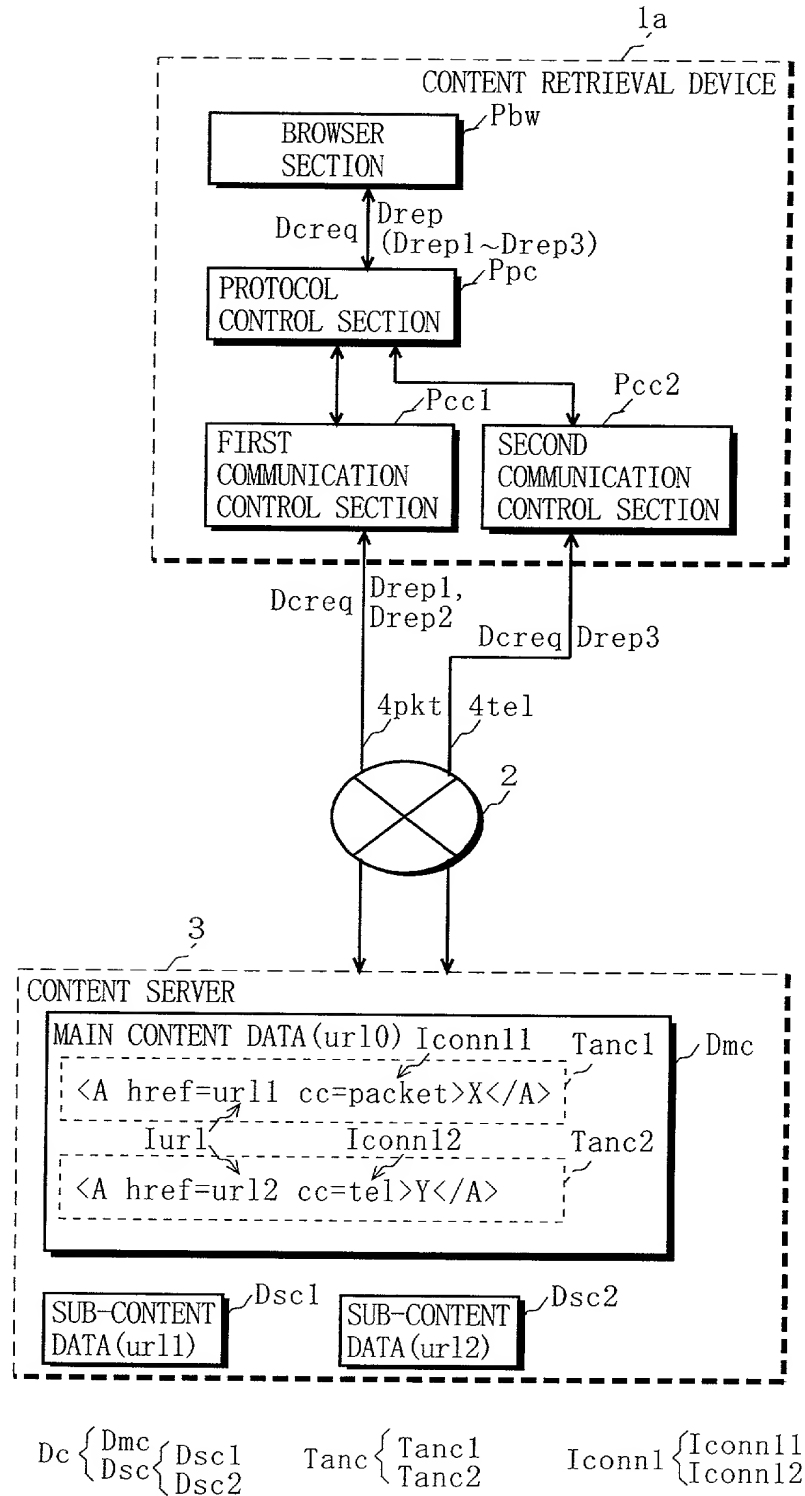 1a
CONTENT RETRIEVAL DEVICE
Pbw
BROWSER
SECTION
Dcreq
Drep
(Drep1~Drep3)
Ppc
PROTOCOL
CONTROL SECTION
Pcc1
Pcc2
FIRST
COMMUNICATION
CONTROL SECTION
SECOND
COMMUNICATION
CONTROL SECTION
Dcreq
Drep1,
Drep2
Dcreq
Drep3
4pkt
4tel
2
3
CONTENT SERVER
MAIN CONTENT DATA(url0)
Iconn11
Tanc1
Dmc
<A href=url1 cc=packet>X</A>
Iurl
Iconn12
Tanc2
<A href=url2 cc=tel>Y</A>
Dsc1
Dsc2
SUB-CONTENT
DATA(url1)
SUB-CONTENT
DATA(url2)
Dc { Dmc
Dsc { Dsc1
Dsc2
Tanc { Tanc1
Tanc2
Iconn1 { Iconn11
Iconn12